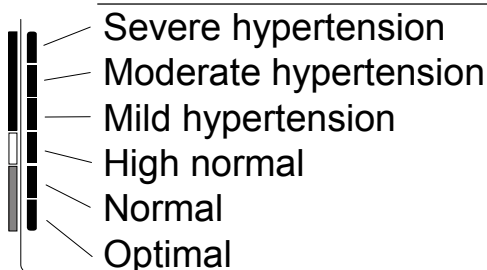 Severe hypertension
Moderate hypertension
Mild hypertension
High normal
Normal
Optimal